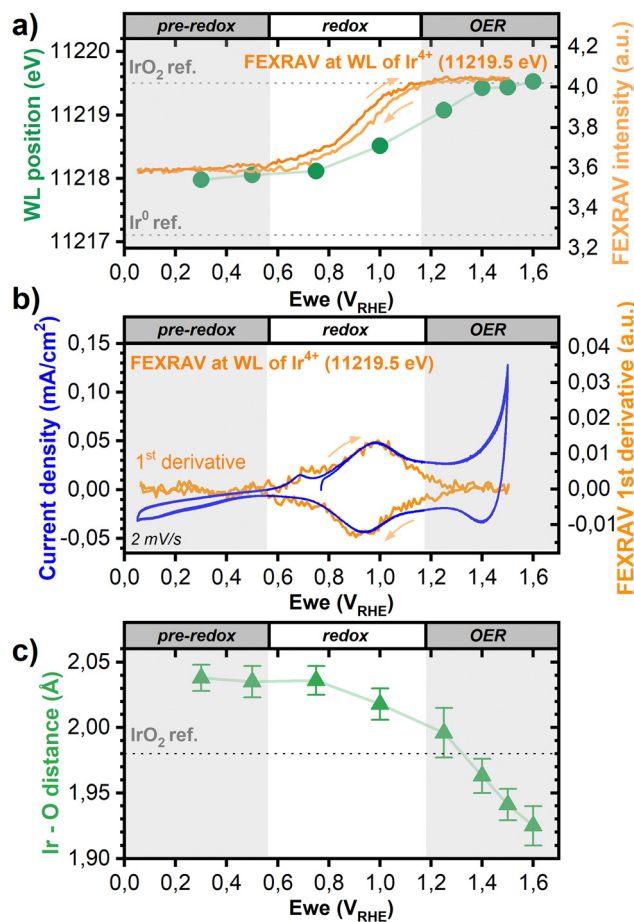 a)
pre-redox
redox
OER
WL position (eV)
11220
11219
11218
11217
IrO2 ref.
Ir0 ref.
FEXRAV at WL of Ir4+ (11219.5 eV)
4,2
4,0
3,8
3,6
3,4
3,2
FEXRAV intensity (a.u.)
0,0 0,2 0,4 0,6 0,8 1,0 1,2 1,4 1,6
Ewe (VRHE)
b)
pre-redox
redox
OER
Current density (mA/cm2)
0,15
0,10
0,05
0,00
-0,05
FEXRAV at WL of Ir4+ (11219.5 eV)
1st derivative
2 mV/s
0,04
0,03
0,02
0,01
0,00
-0,01
FEXRAV 1st derivative (a.u.)
0,0 0,2 0,4 0,6 0,8 1,0 1,2 1,4 1,6
Ewe (VRHE)
c)
pre-redox
redox
OER
Ir - O distance (Å)
2,05
2,00
1,95
1,90
IrO2 ref.
0,0 0,2 0,4 0,6 0,8 1,0 1,2 1,4 1,6
Ewe (VRHE)